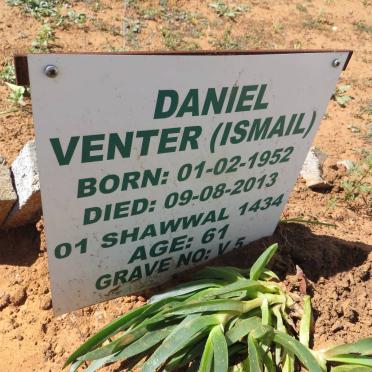 DANIEL
VENTER (ISMAIL)
BORN: 01-02-1952
DIED: 09-08-2013
01 SHAWWAL 1434
AGE: 61
GRAVE NO: V 5